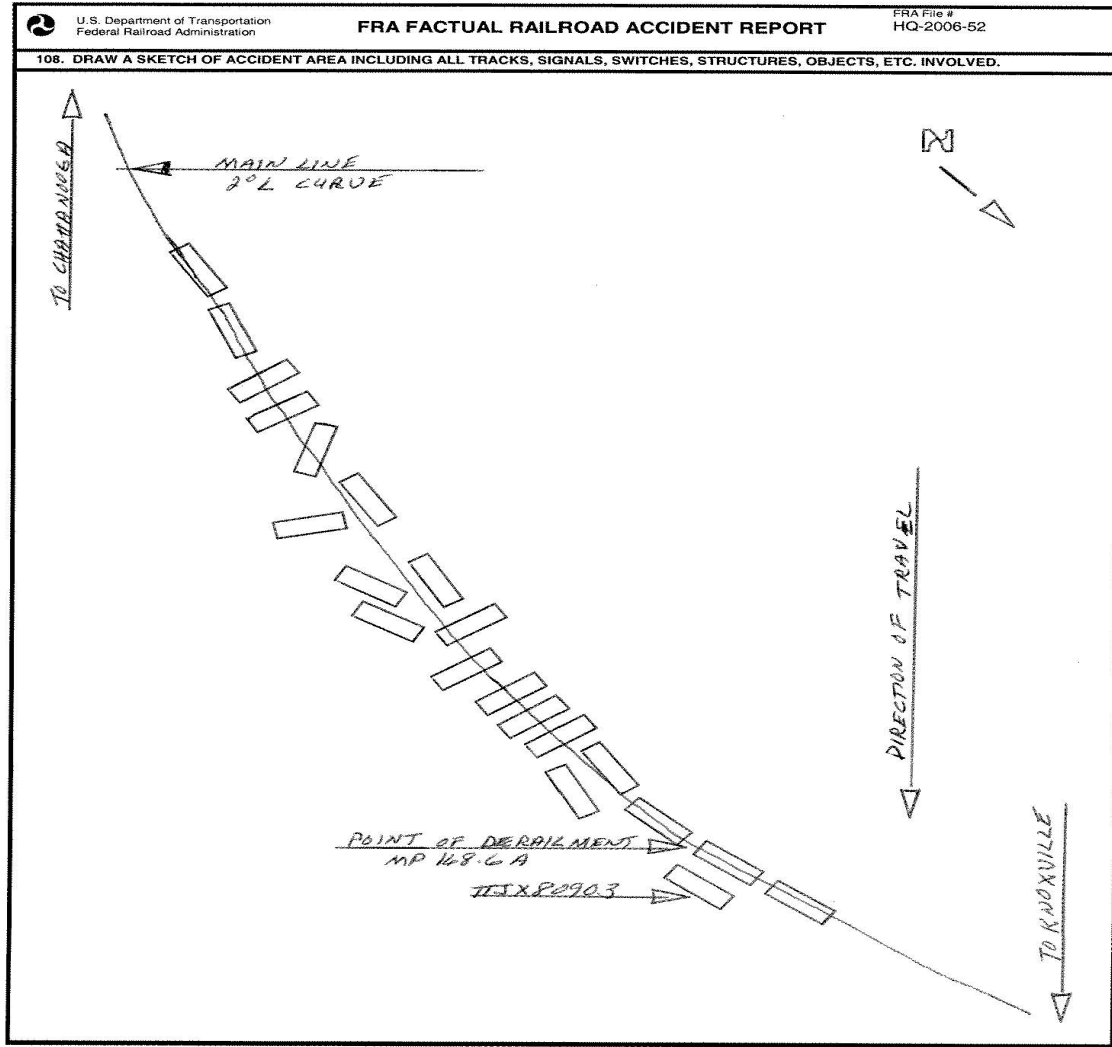 U.S. Department of Transportation
Federal Railroad Administration
FRA FACTUAL RAILROAD ACCIDENT REPORT
FRA File #
HQ-2006-52
108. DRAW A SKETCH OF ACCIDENT AREA INCLUDING ALL TRACKS, SIGNALS, SWITCHES, STRUCTURES, OBJECTS, ETC. INVOLVED.
TO CHATTANOOGA
MAIN LINE
2° L CURVE
N
DIRECTION OF TRAVEL
POINT OF DERAILMENT
MP 168.6 A
TTJX80903
TO KNOXVILLE